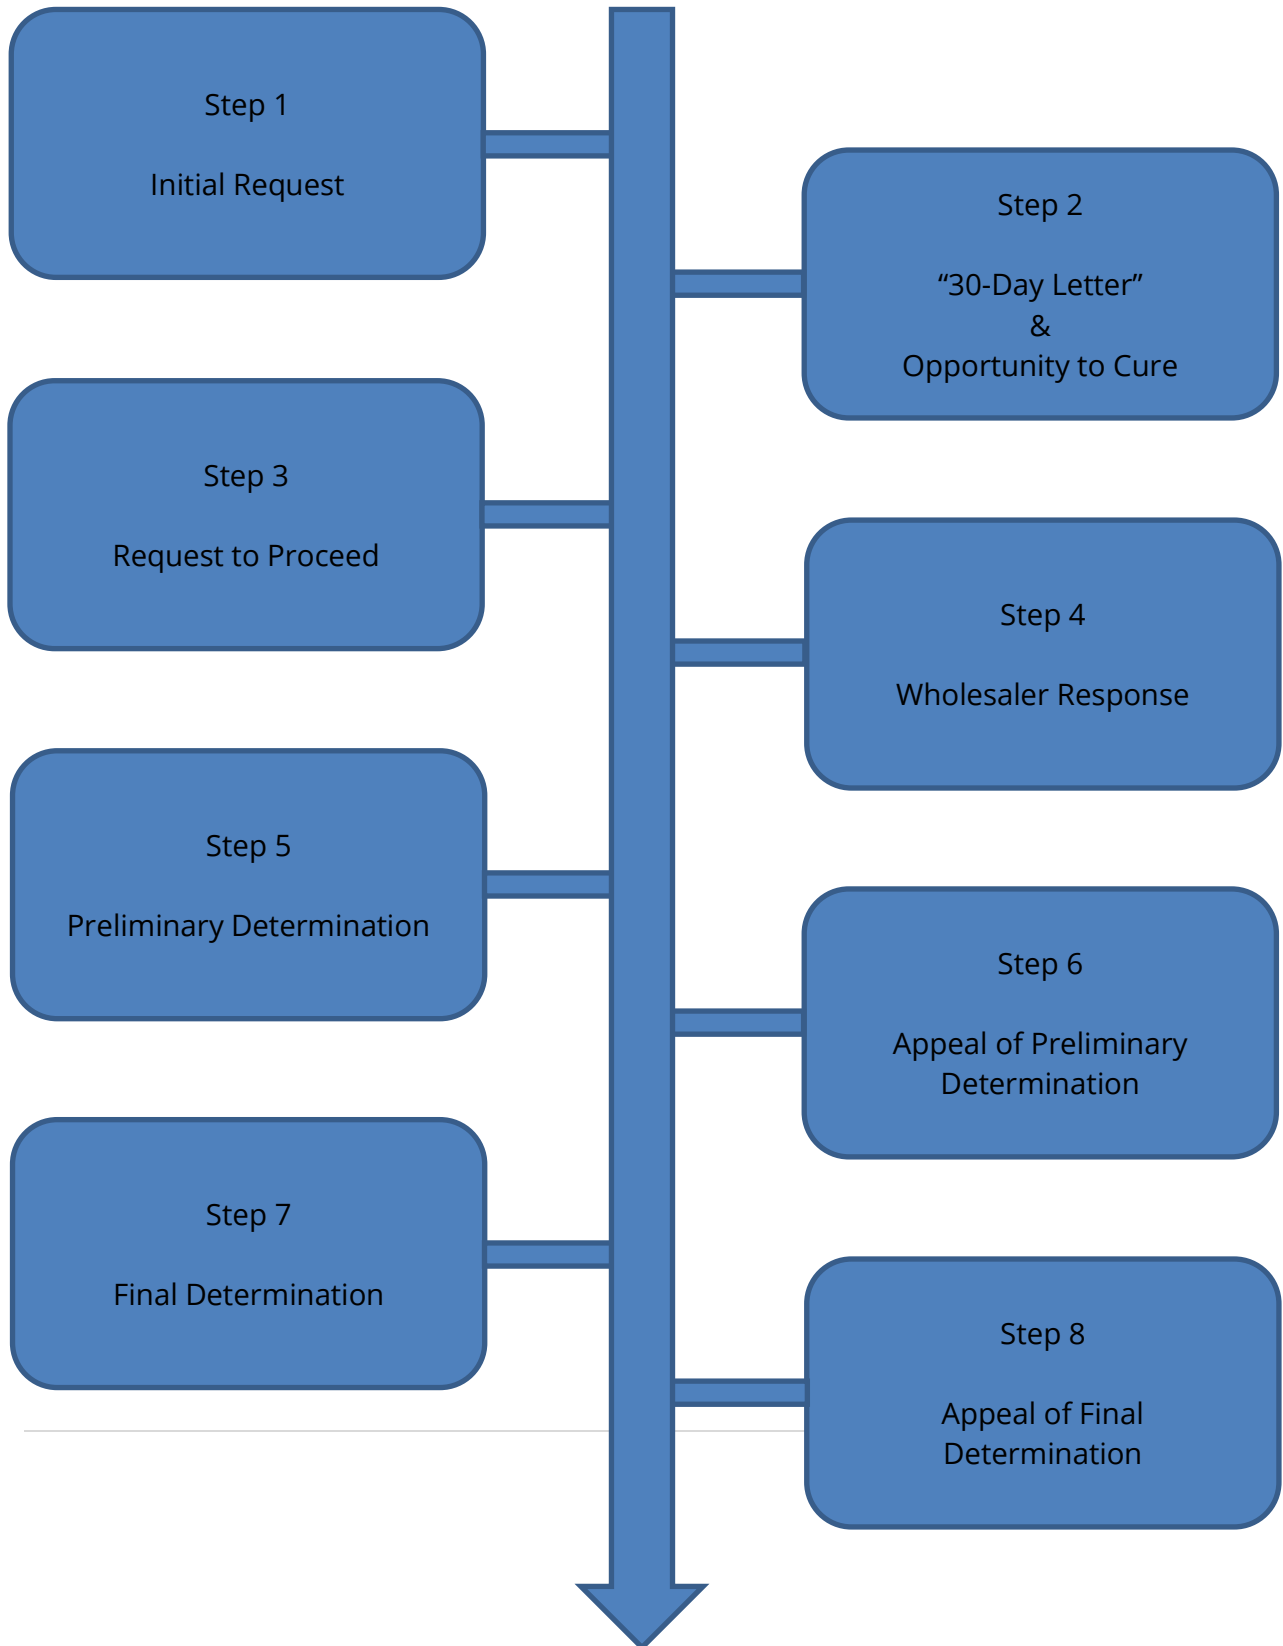 Step 1
Initial Request
Step 2
“30-Day Letter”
&
Opportunity to Cure
Step 3
Request to Proceed
Step 4
Wholesaler Response
Step 5
Preliminary Determination
Step 6
Appeal of Preliminary
Determination
Step 7
Final Determination
Step 8
Appeal of Final
Determination